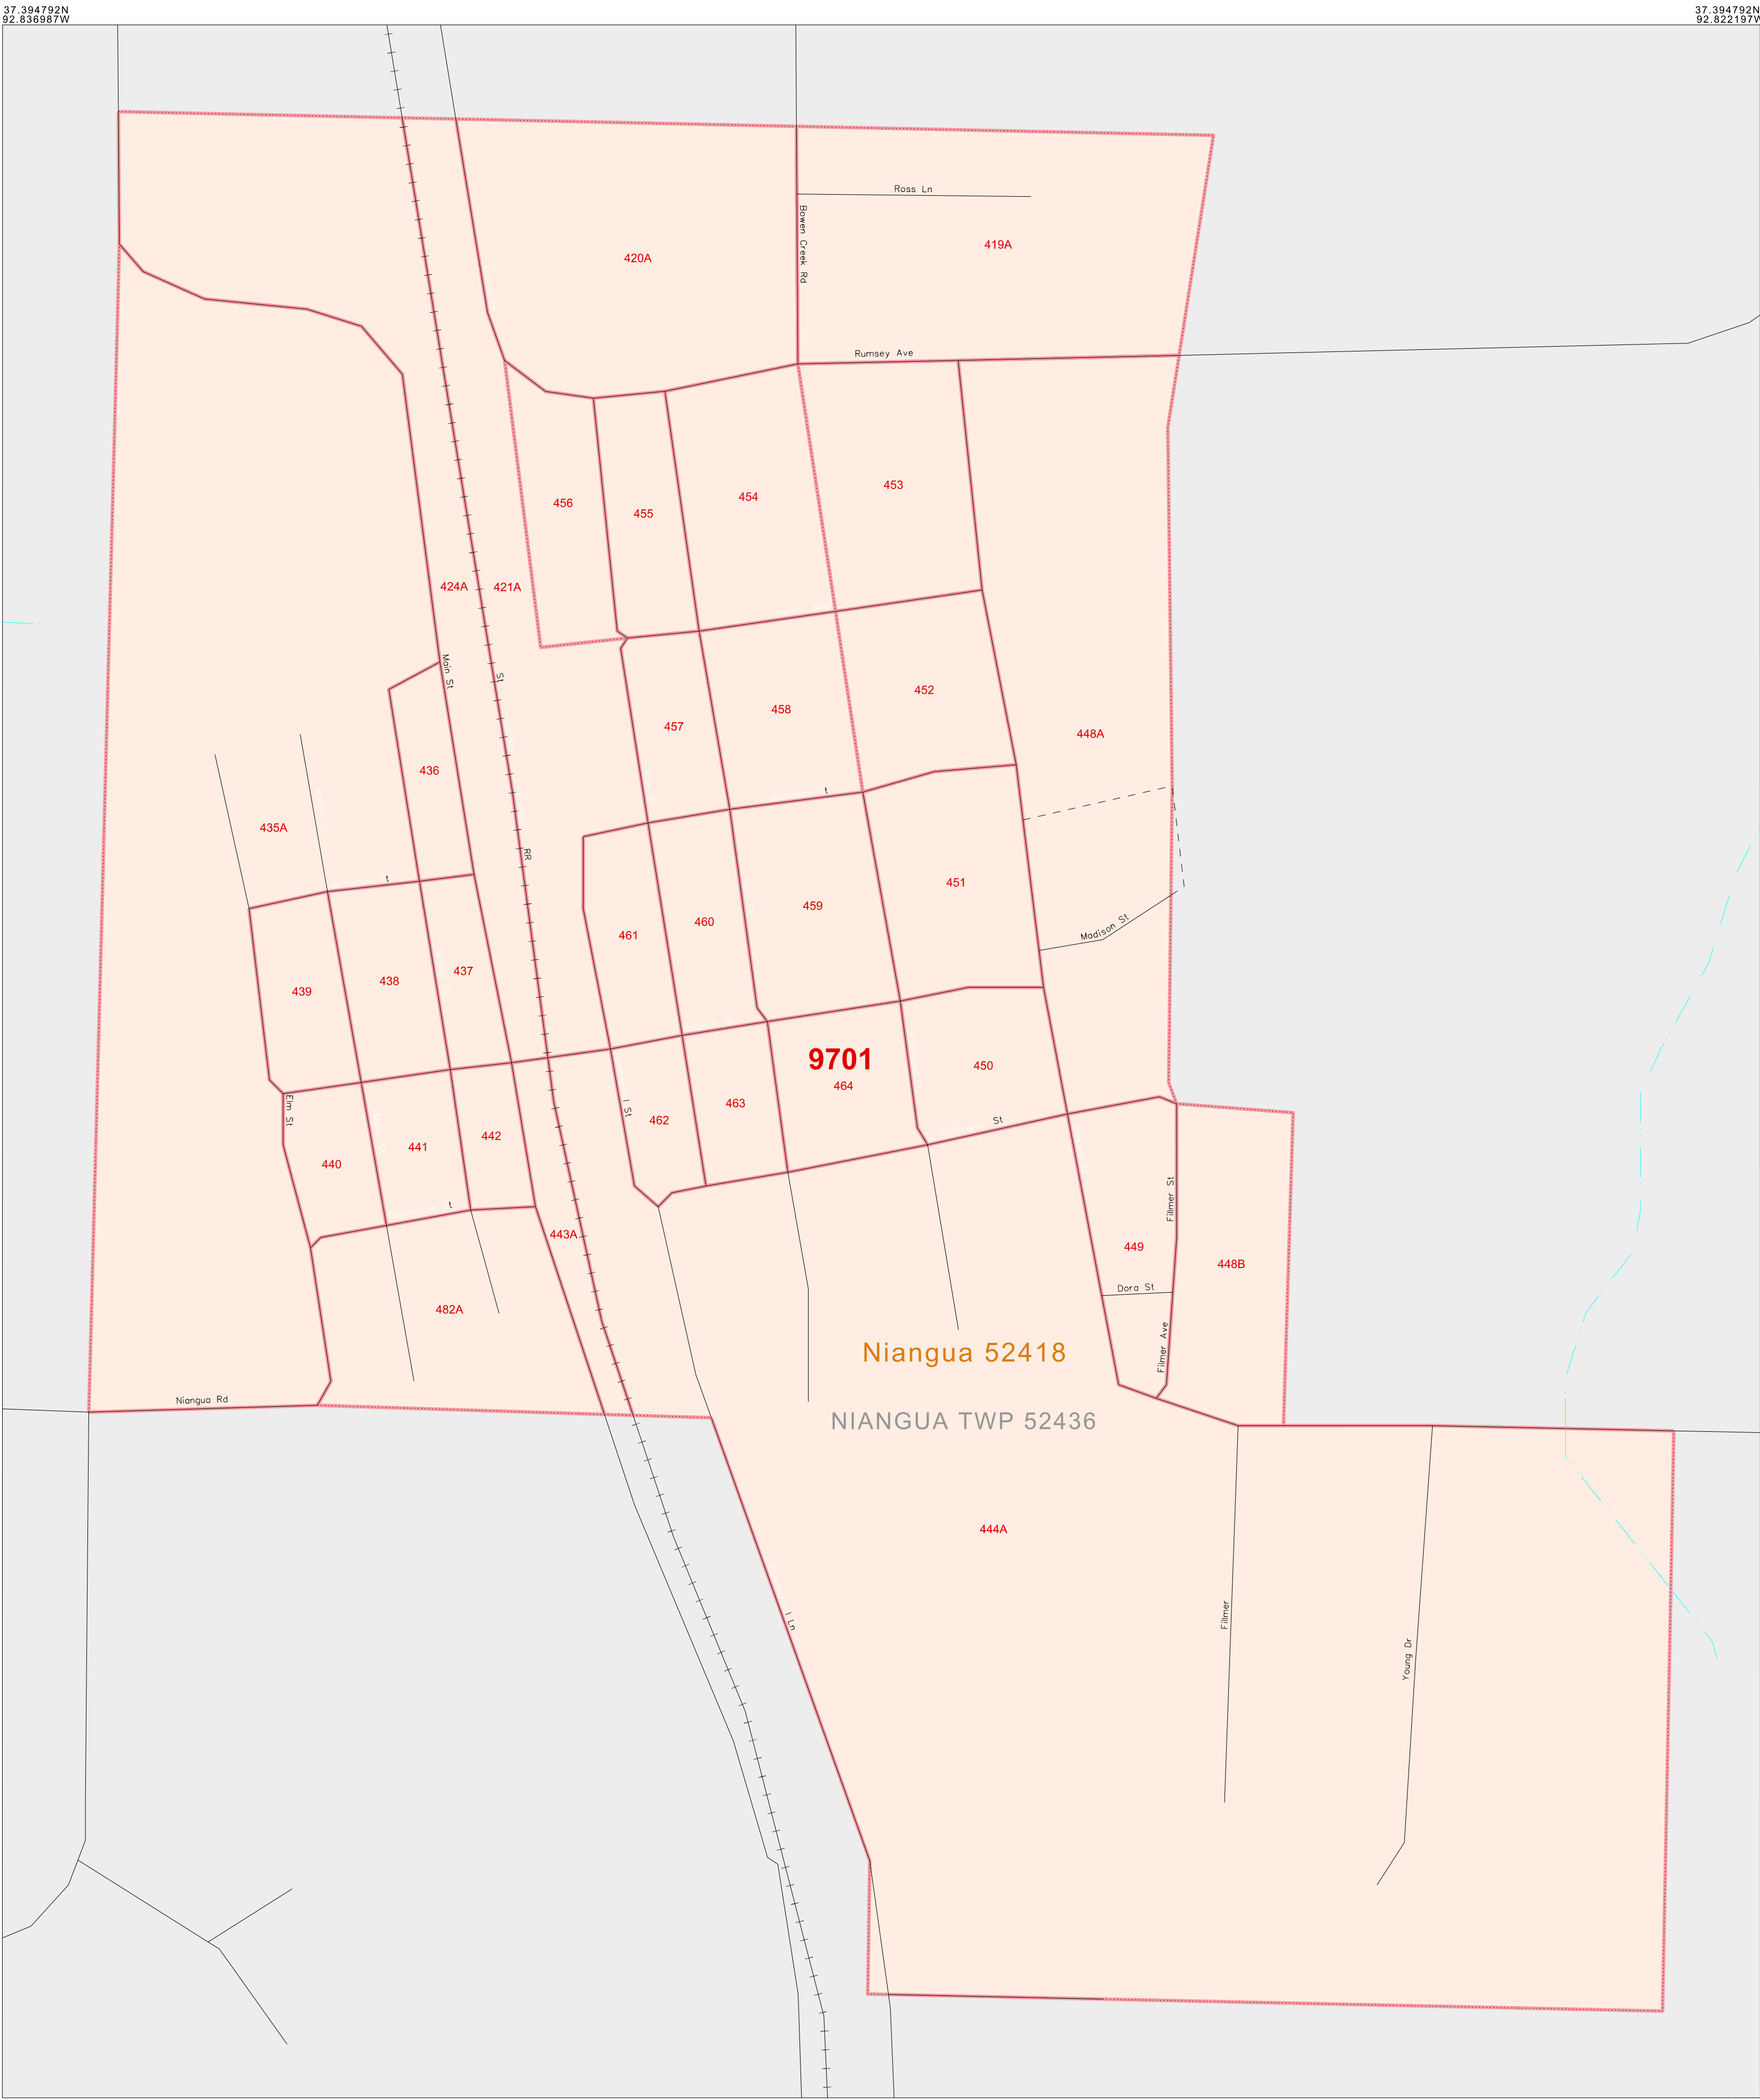 37.394792N
92.836987W
37.394792N
92.822197W
Ross Ln
419A
Bowen Creek Rd
420A
Rumsey Ave
453
454
456
455
424A
421A
Main St
St
452
458
457
448A
436
t
435A
RR
t
451
459
460
461
Madison St
437
438
439
9701
464
450
463
462
I St
Elm St
St
442
441
440
Fillmer St
t
443A
449
448B
Dora St
482A
Filmer Ave
Niangua 52418
Niangua Rd
NIANGUA TWP 52436
444A
I Ln
Fillmer
Young Dr